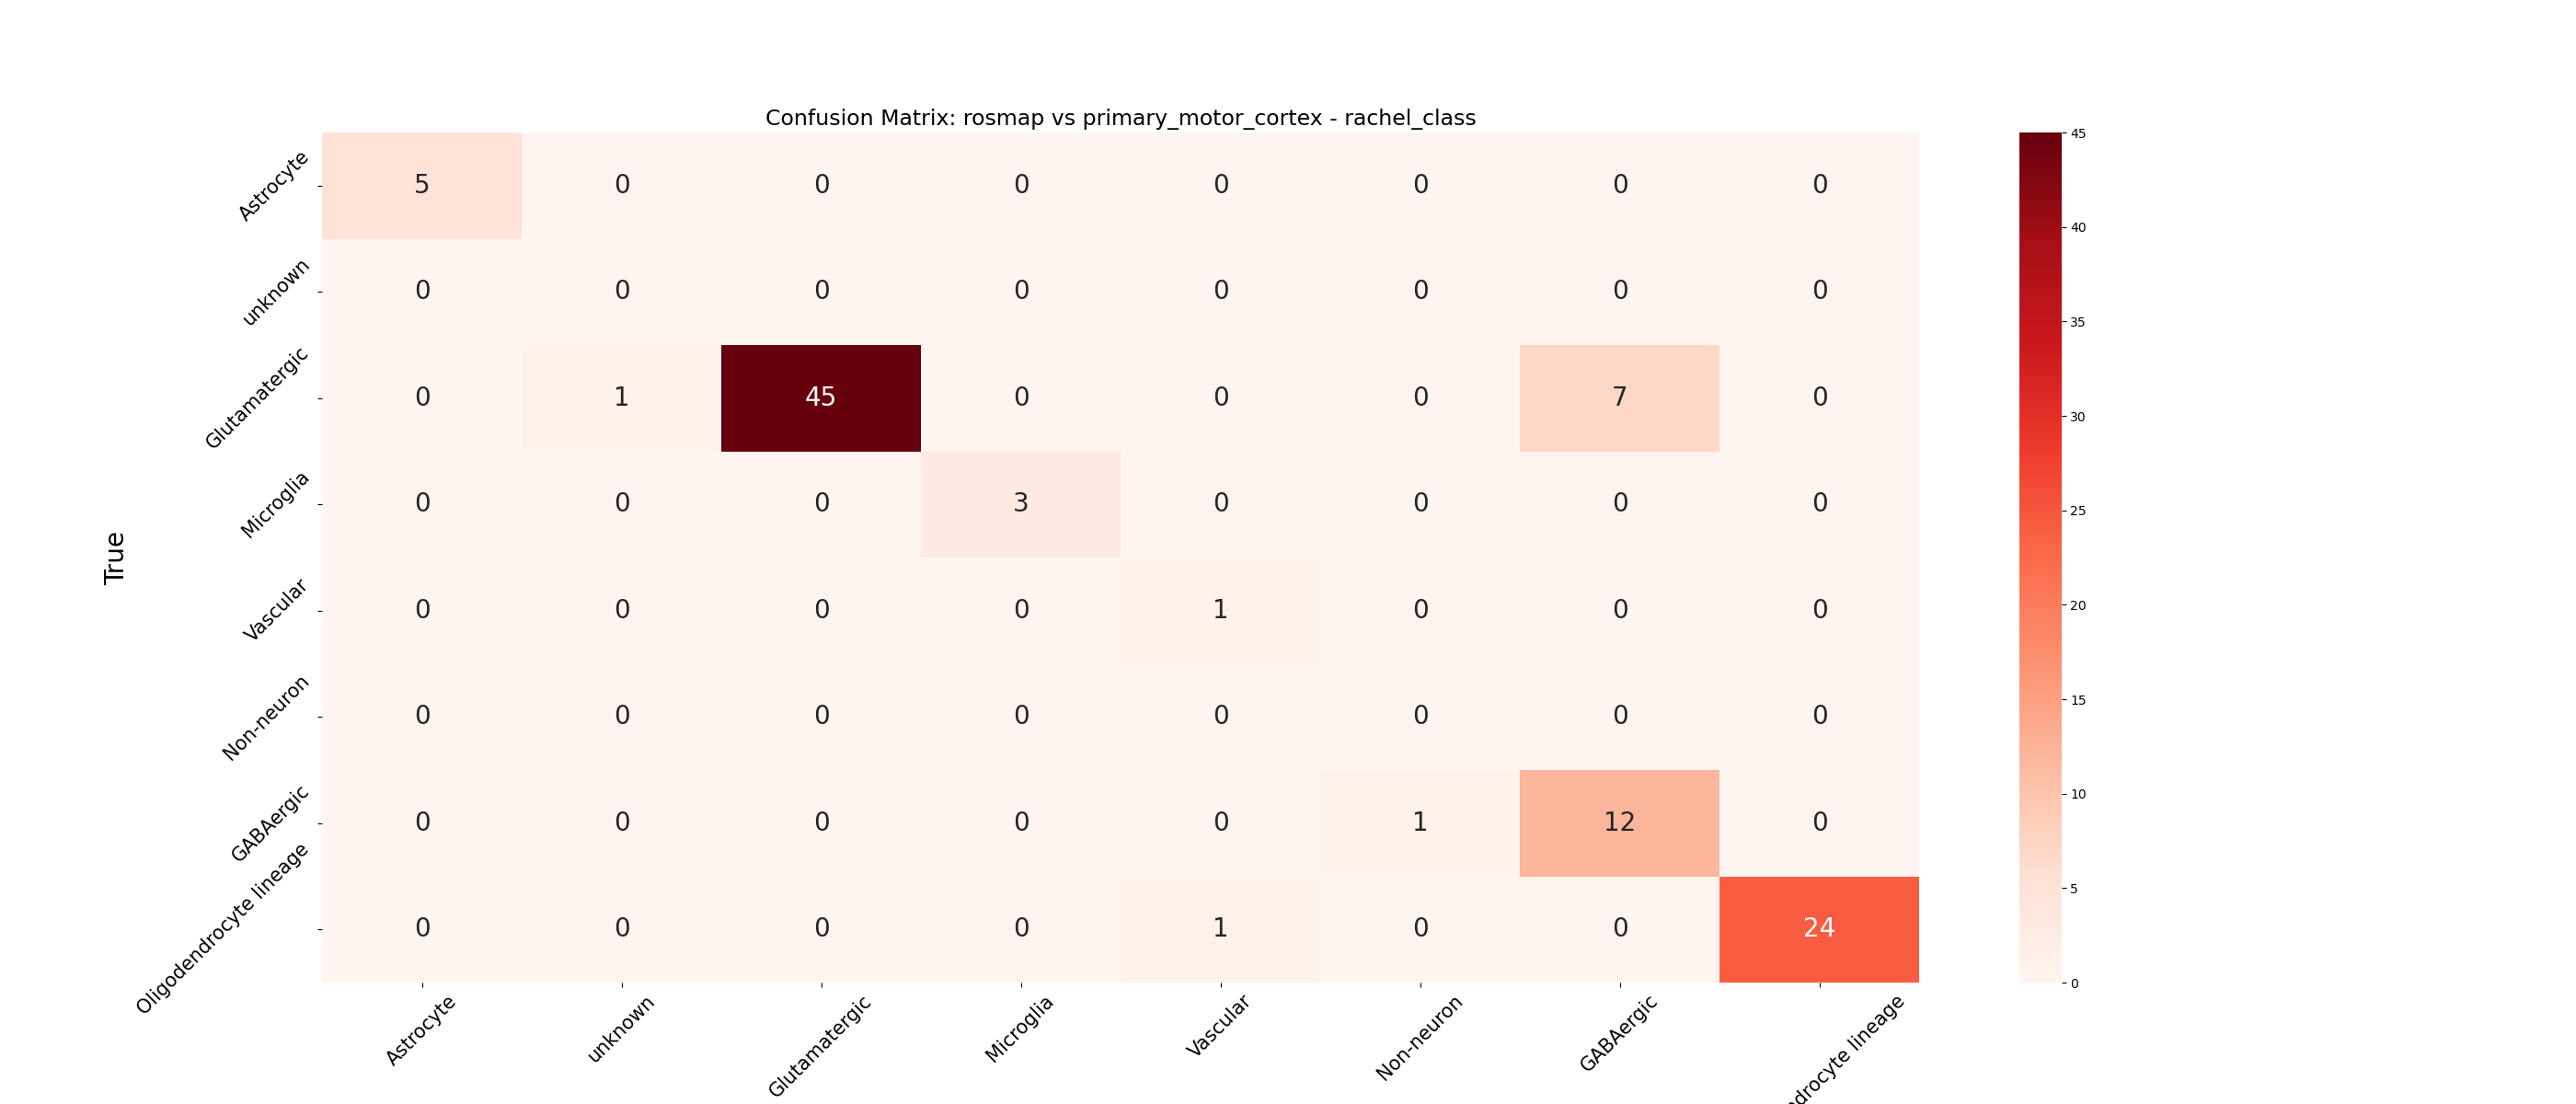 Confusion Matrix: rosmap vs primary_motor_cortex - rachel_class
True
Astrocyte 5 0 0 0 0 0 0 0
unknown 0 0 0 0 0 0 0 0
Glutamatergic 0 1 45 0 0 0 7 0
Microglia 0 0 0 3 0 0 0 0
Vascular 0 0 0 0 1 0 0 0
Non-neuron 0 0 0 0 0 0 0 0
GABAergic 0 0 0 0 0 1 12 0
Oligodendrocyte lineage 0 0 0 0 1 0 0 24
Astrocyte unknown Glutamatergic Microglia Vascular Non-neuron GABAergic lineage
45
40
35
30
25
20
15
10
5
0